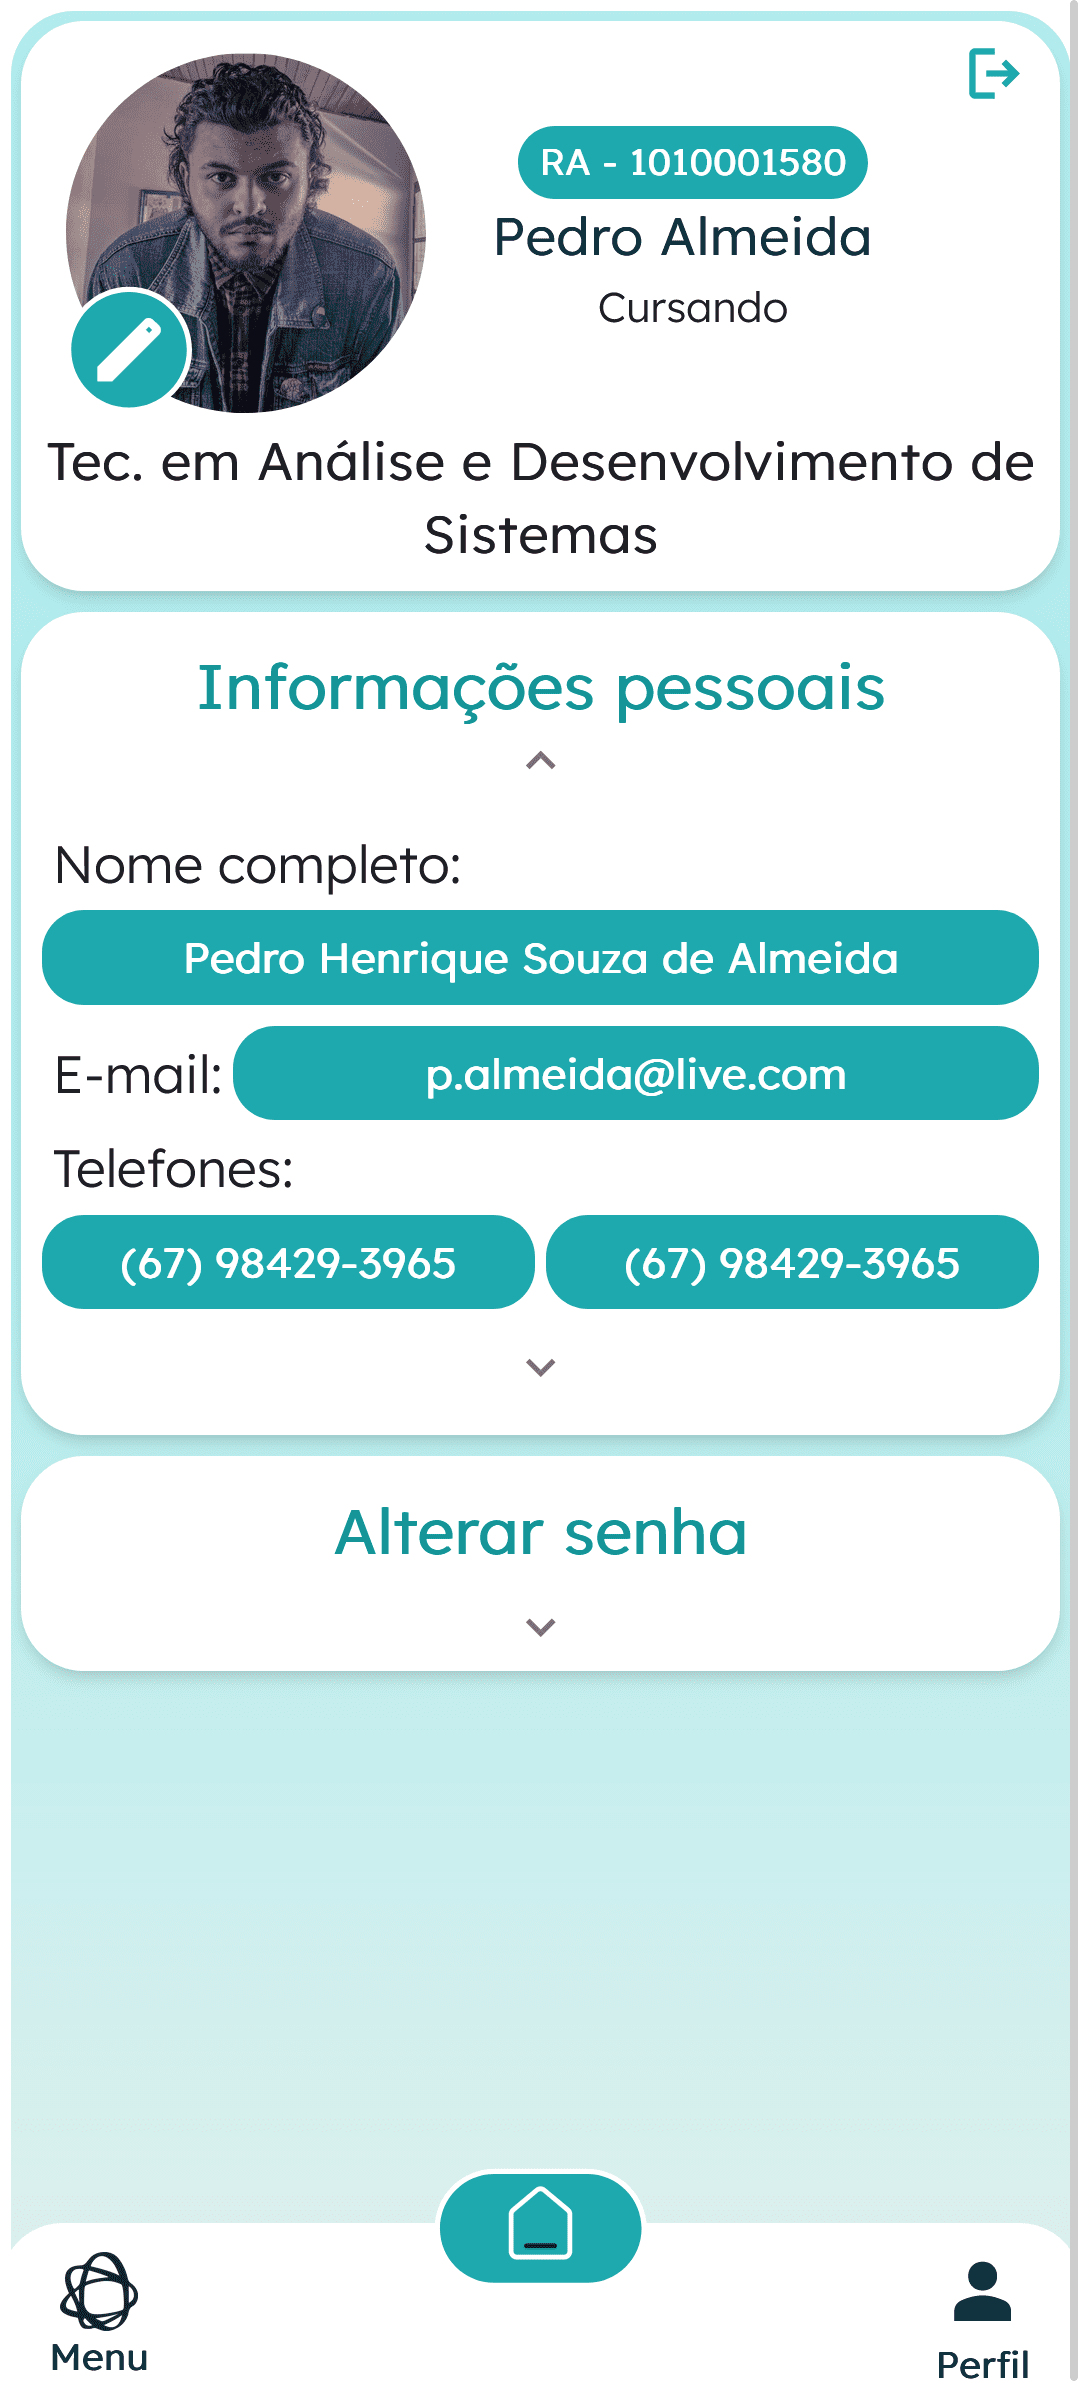 RA - 1010001580
Pedro Almeida
Cursando
Tec. em Análise e Desenvolvimento de
Sistemas
Informações pessoais
Nome completo:
Pedro Henrique Souza de Almeida
E-mail: p.almeida@live.com
Telefones:
(67) 98429-3965 (67) 98429-3965
Alterar senha
Menu
Perfil